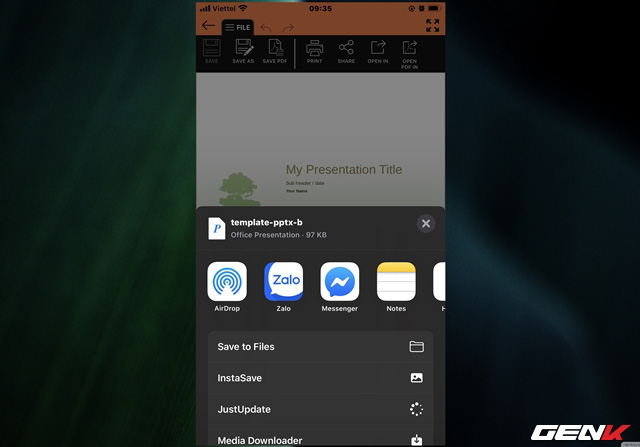 Viettel 09:35
FILE
SAVE SAVE AS SAVE PDF PRINT SHARE OPEN IN OPEN PDF IN
My Presentation Title
Sub header / date
Your Name
template-pptx-b
Office Presentation · 97 KB
Zalo
AirDrop Zalo Messenger Notes H
Save to Files
InstaSave
JustUpdate
Media Downloader
GENK